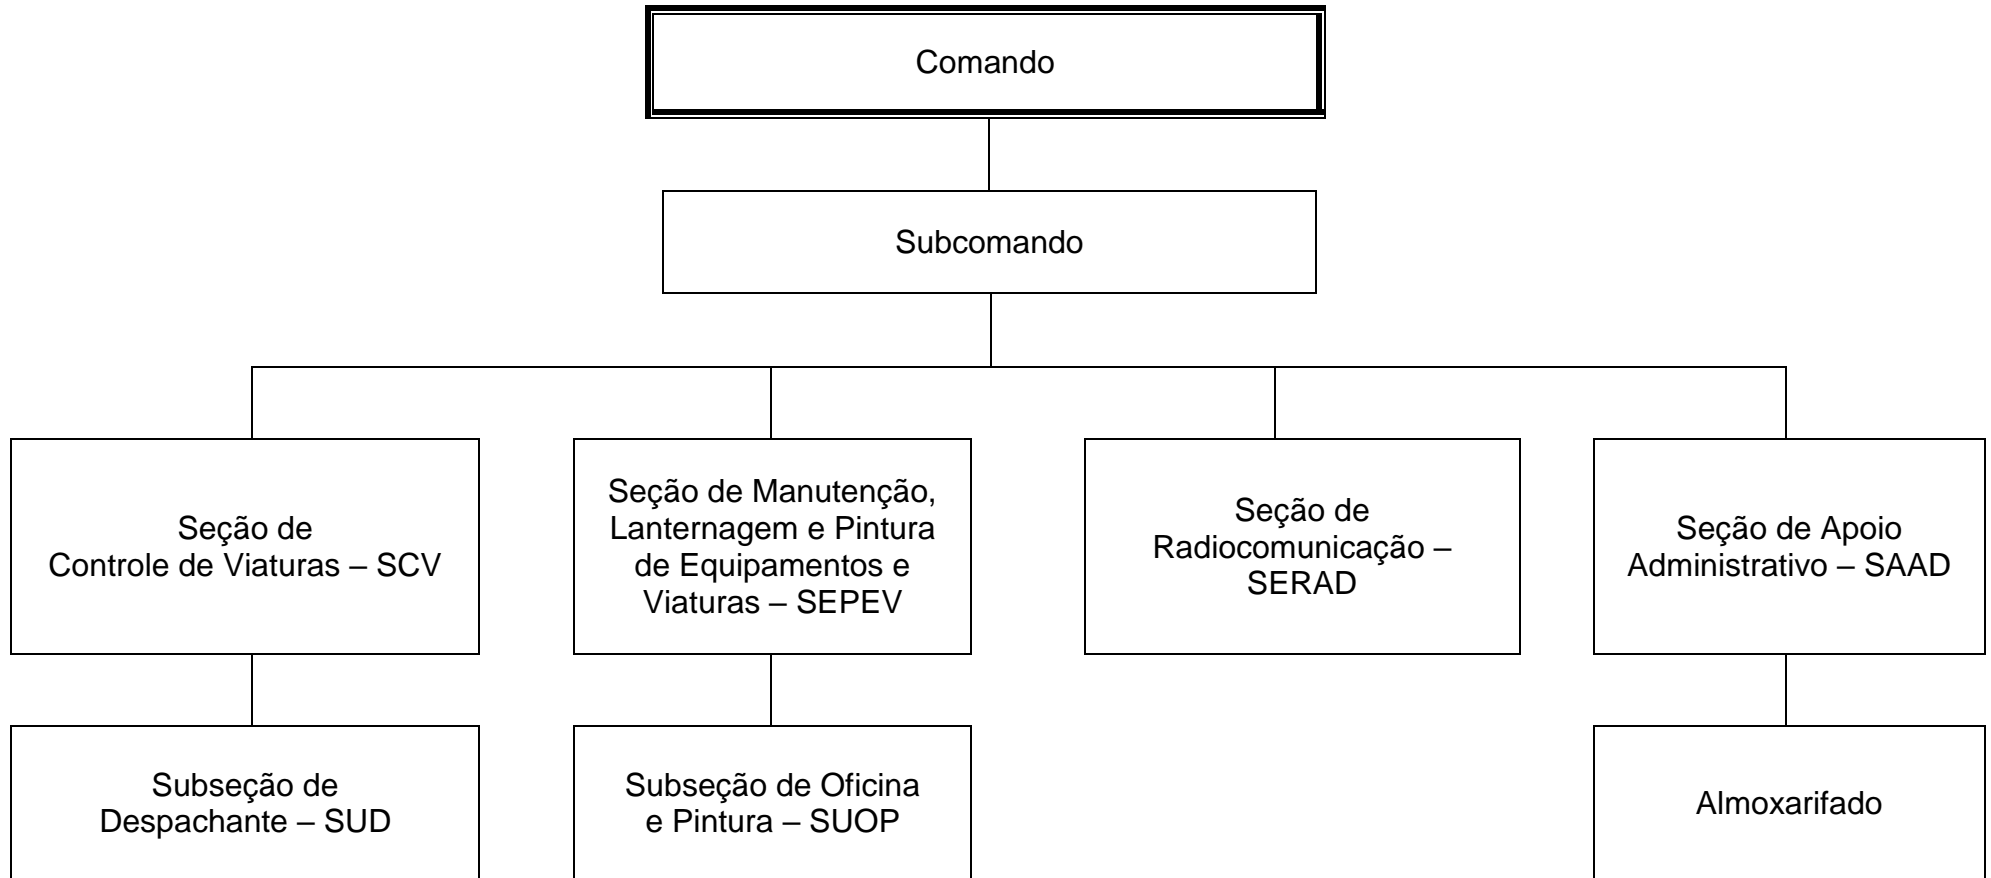 Comando
Subcomando
Seção de
Controle de Viaturas – SCV
Seção de Manutenção,
Lanternagem e Pintura
de Equipamentos e
Viaturas – SEPEV
Seção de
Radiocomunicação –
SERAD
Seção de Apoio
Administrativo – SAAD
Subseção de
Despachante – SUD
Subseção de Oficina
e Pintura – SUOP
Almoxarifado